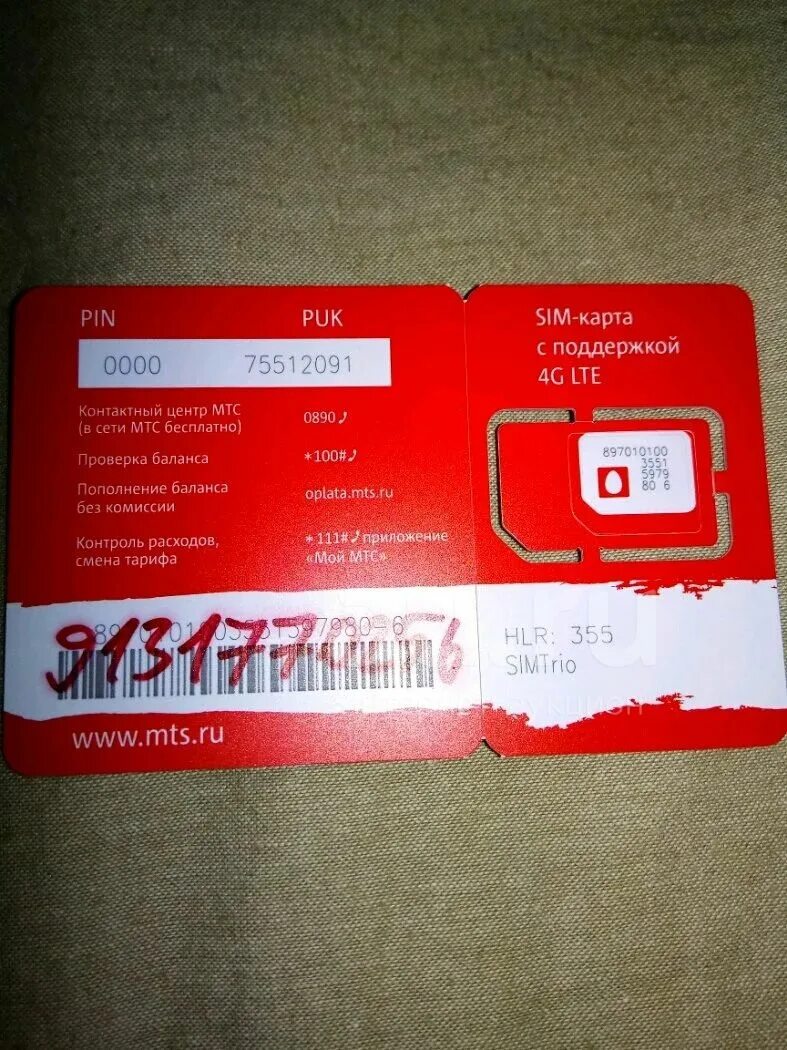 PIN PUK
0000 75512091
Контактный центр МТС
(в сети МТС бесплатно) 0890
Проверка баланса *100#
Пополнение баланса
без комиссии oplata.mts.ru
Контроль расходов,
смена тарифа *111# приложение
«Мой МТС»
www.mts.ru
SIM-карта
с поддержкой
4G LTE
897010100
3551
5979
80 6
HLR: 355
SIMTrio